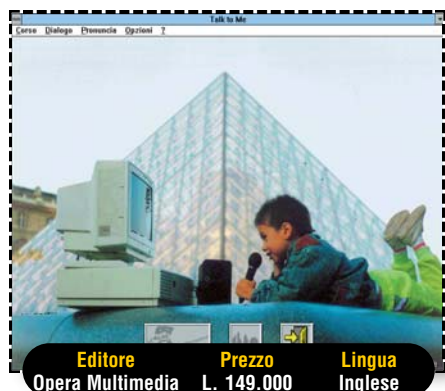 Talk to Me
Corso Dialogo Pronuncia Opzioni ?
Editore Prezzo Lingua
Opera Multimedia L. 149.000 Inglese